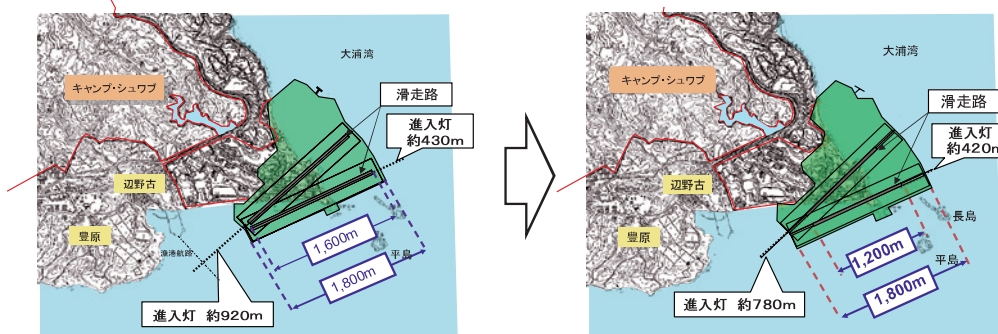 大浦湾
キャンプ・シュワブ
滑走路
進入灯
約430m
辺野古
豊原
漁港航路
1,600m
平島
1,800m
進入灯 約920m
大浦湾
キャンプ・シュワブ
滑走路
進入灯
約420m
辺野古
長島
豊原
1,200m
平島
1,800m
進入灯 約780m